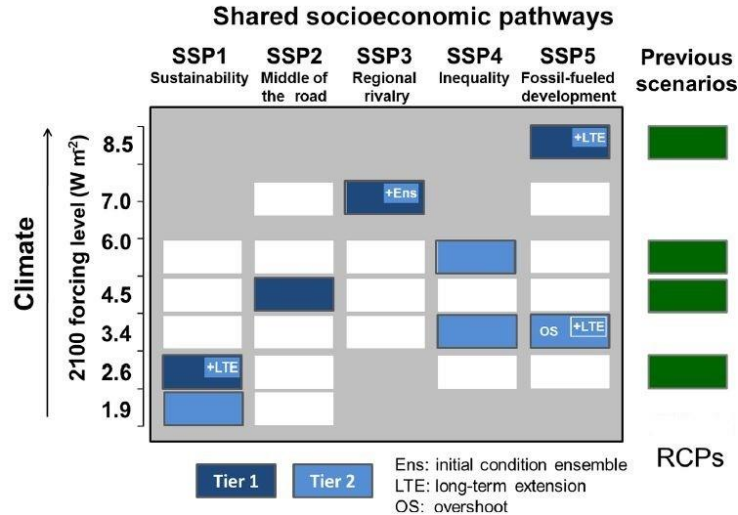 Shared socioeconomic pathways
SSP1 SSP2 SSP3 SSP4 SSP5
Sustainability Middle of the road Regional rivalry Inequality Fossil-fueled development
Previous scenarios
Climate
2100 forcing level (W m²)
8.5 +LTE
7.0 +Ens
6.0
4.5
3.4 OS +LTE
2.6 +LTE
1.9
Tier 1 Tier 2
Ens: initial condition ensemble
LTE: long-term extension
OS: overshoot
RCPs